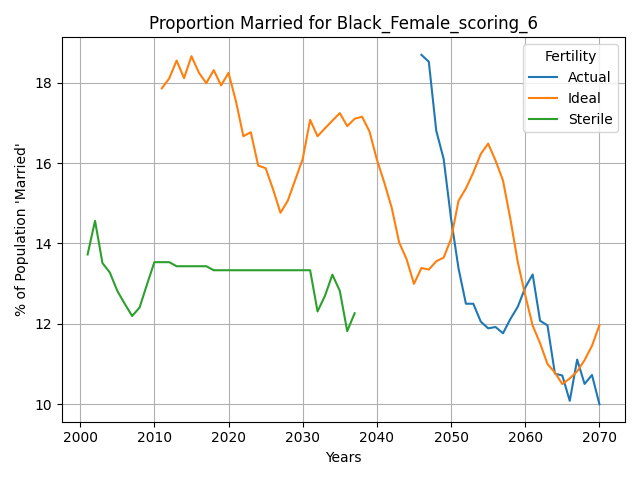 Proportion Married for Black_Female_scoring_6
Fertility
Actual
Ideal
Sterile
% of Population 'Married'
18
16
14
12
10
2000 2010 2020 2030 2040 2050 2060 2070
Years